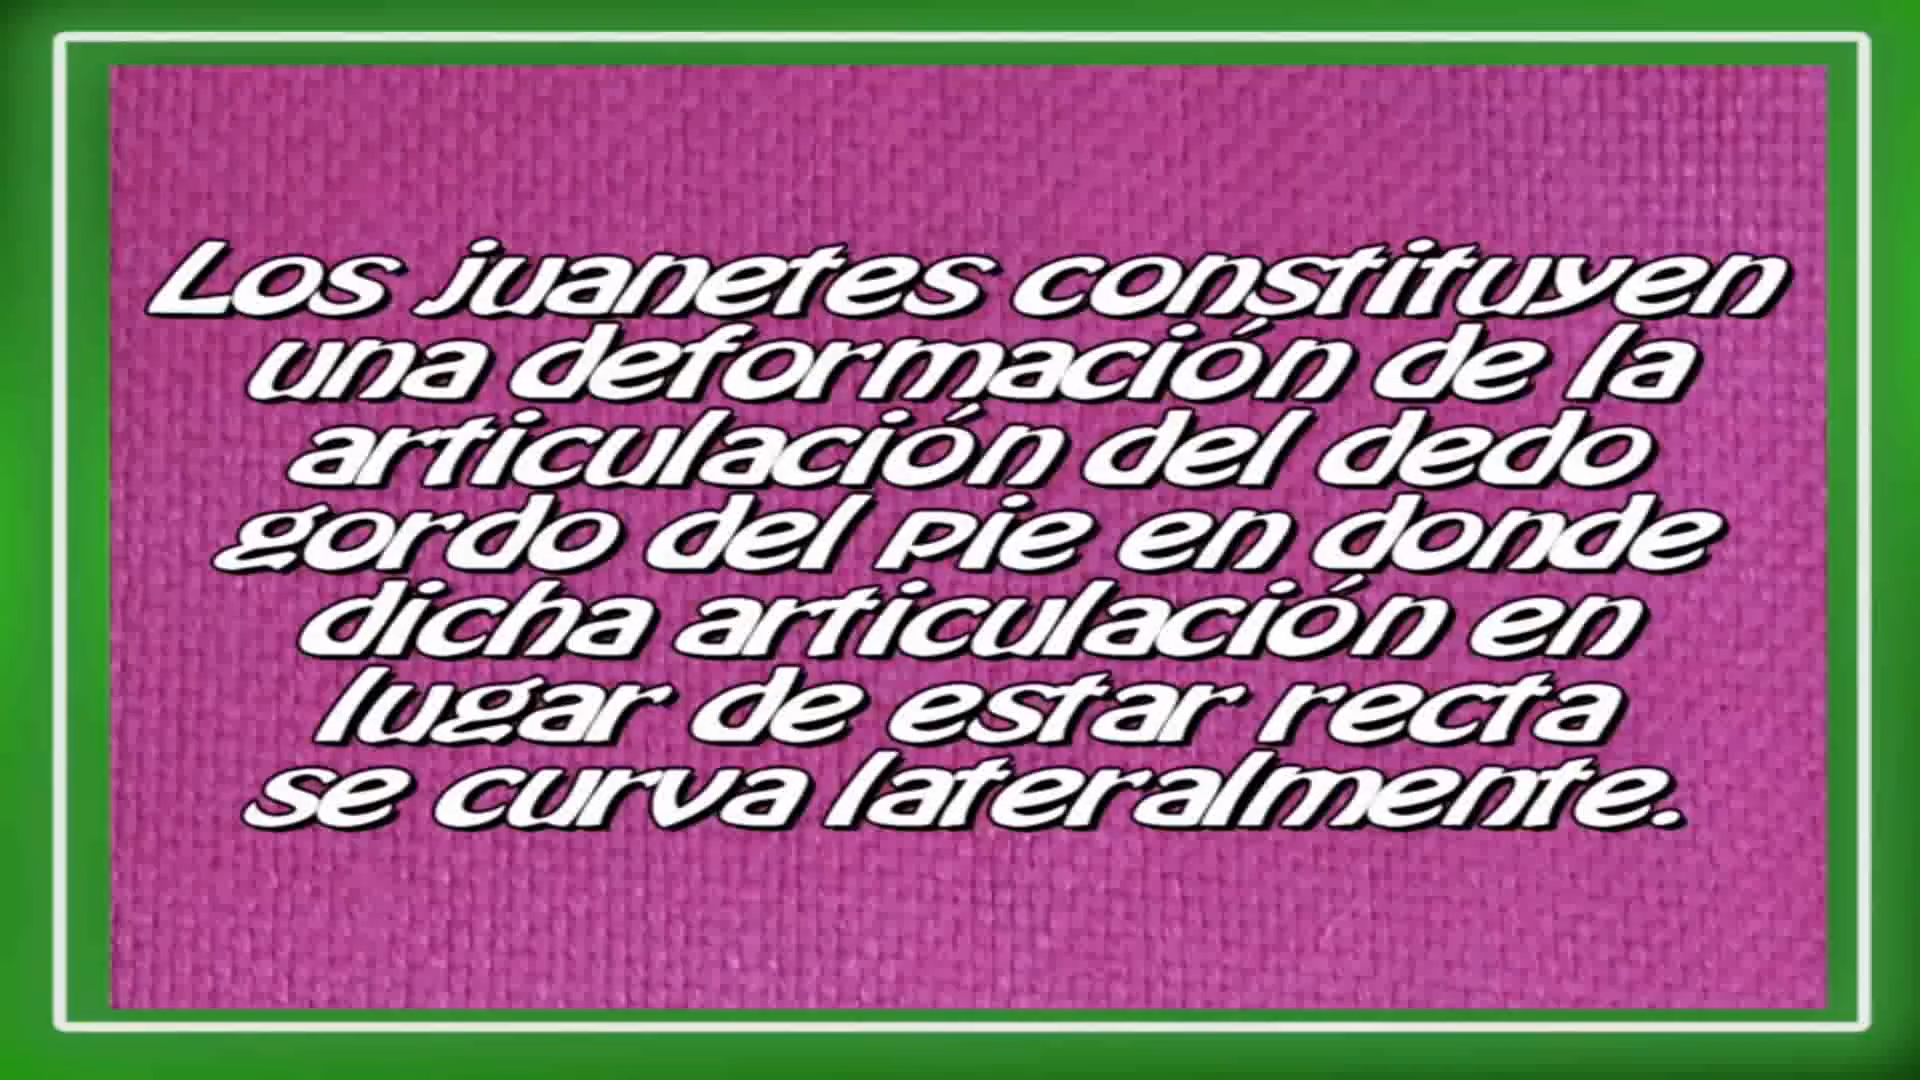 Los juanetes constituyen
una deformación de la
articulación del dedo
gordo del pie en donde
dicha articulación en
lugar de estar recta
se curva lateralmente.